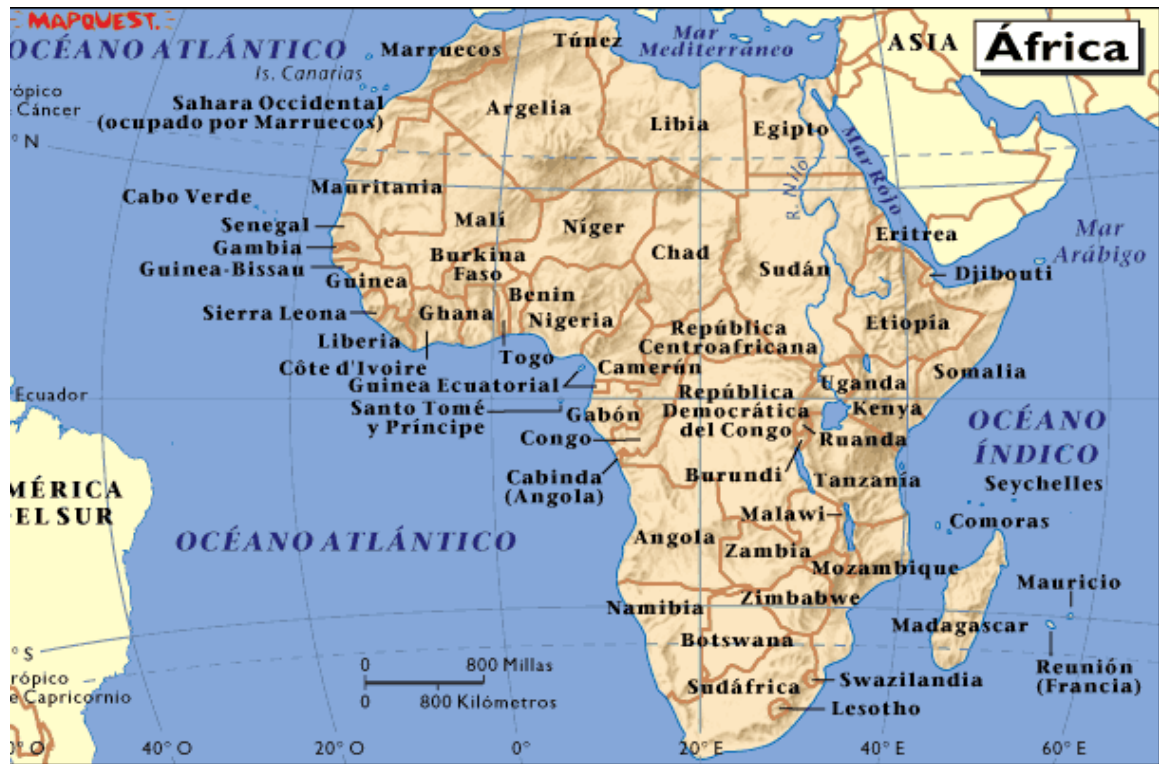 MAPQUEST.
África
OCÉANO ATLÁNTICO
Is. Canarias
Marruecos
Túnez
Mar
Mediterráneo
ASIA
rópico
Cáncer
° N
Sahara Occidental
(ocupado por Marruecos)
Argelia
Libia
Egipto
Mar Rojo
R. Nilo
Cabo Verde
Mauritania
Malí
Níger
Chad
Sudán
Eritrea
Mar
Arábigo
Senegal
Gambia
Guinea-Bissau
Guinea
Burkina
Faso
Benin
Nigeria
Djibouti
Etiopía
Sierra Leona
Liberia
Ghana
Côte d'Ivoire
Togo
República
Centroafricana
Camerún
Somalia
Guinea Ecuatorial
Ecuador
Santo Tomé
y Príncipe
Gabón
Congo
República
Democrática
del Congo
Uganda
Kenya
Ruanda
Burundi
OCÉANO
ÍNDICO
Cabinda
(Angola)
Tanzanía
Seychelles
MÉRICA
EL SUR
OCÉANO ATLÁNTICO
Angola
Malawi
Zambia
Mozambique
Comoras
Namibia
Zimbabwe
Mauricio
Botswana
Madagascar
Reunión
(Francia)
° S
rópico
e Capricornio
0 800 Millas
0 800 Kilómetros
Sudáfrica
Swazilandia
Lesotho
° O 40° O 20° O 0° 20° E 40° E 60° E